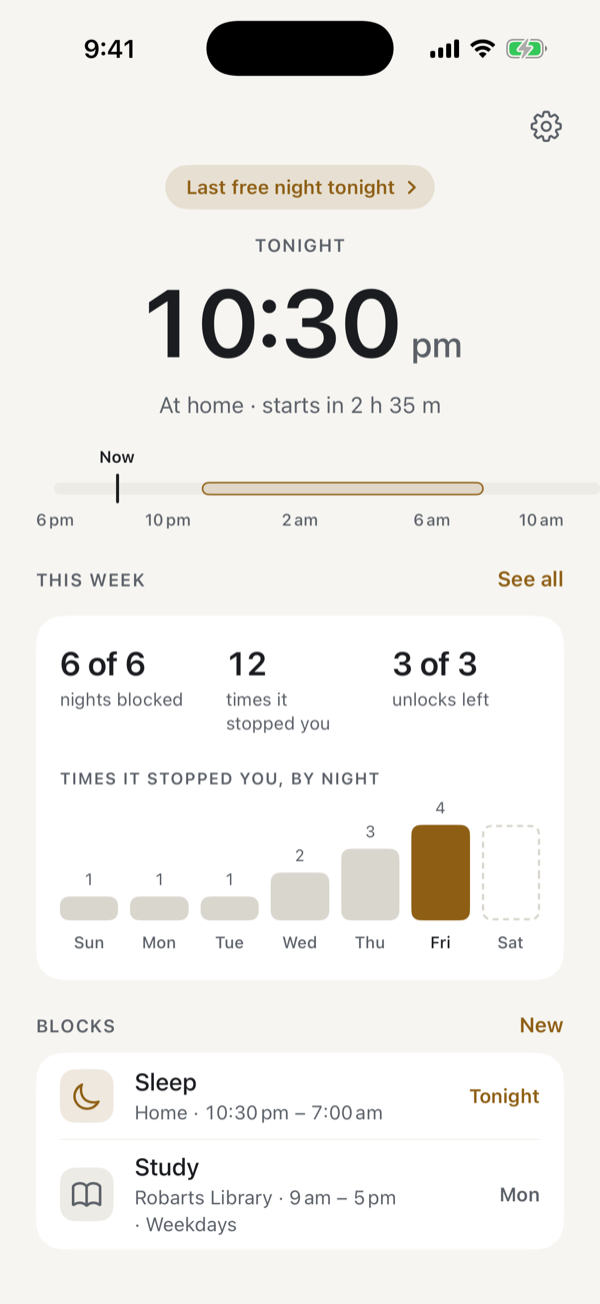 9:41
Last free night tonight
TONIGHT
10:30 pm
At home · starts in 2 h 35 m
Now
6 pm 10 pm 2 am 6 am 10 am
THIS WEEK See all
6 of 6 12 3 of 3
nights blocked times it unlocks left
stopped you
TIMES IT STOPPED YOU, BY NIGHT
1 1 1 2 3 4
Sun Mon Tue Wed Thu Fri Sat
BLOCKS New
Sleep
Home · 10:30 pm – 7:00 am Tonight
Study
Robarts Library · 9 am – 5 pm Mon
· Weekdays